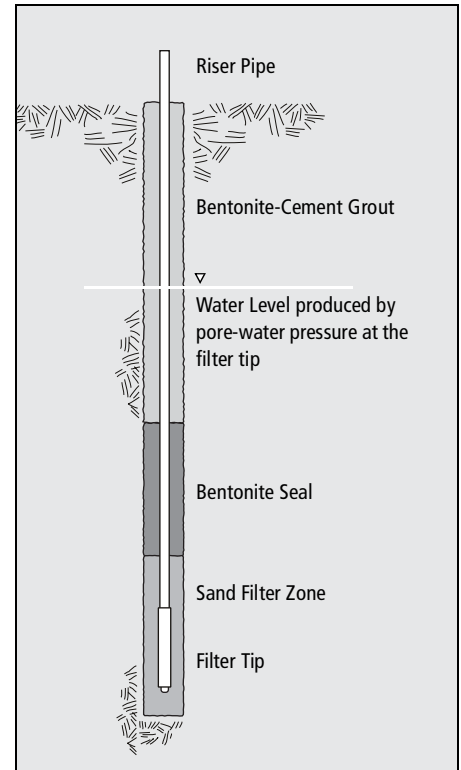 Riser Pipe
Bentonite-Cement Grout
Water Level produced by
pore-water pressure at the
filter tip
Bentonite Seal
Sand Filter Zone
Filter Tip